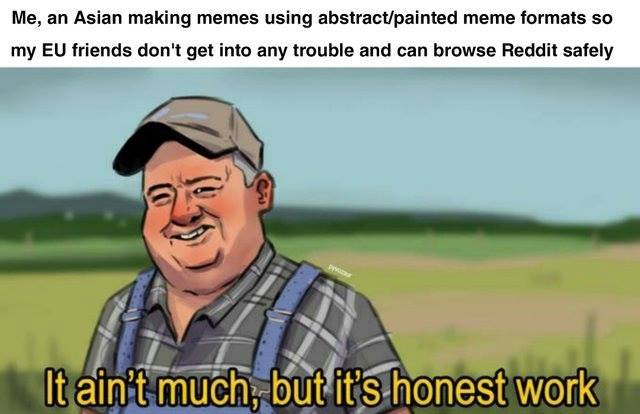 Me, an Asian making memes using abstract/painted meme formats so
my EU friends don't get into any trouble and can browse Reddit safely
It ain't much, but it's honest work